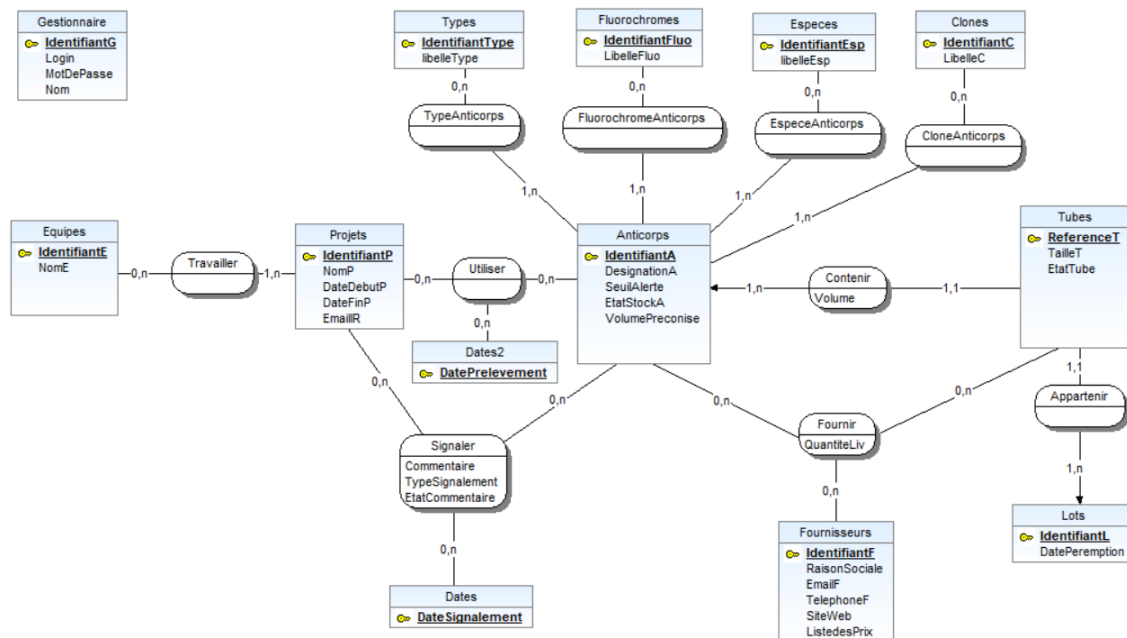 Gestionnaire
IdentifiantG
Login
MotDePasse
Nom
Types
IdentifiantType
libelleType
Fluorochromes
IdentifiantFluo
LibelleFluo
Especes
IdentifiantEsp
libelleEsp
Clones
IdentifiantC
LibelleC
0,n
0,n
0,n
0,n
TypeAnticorps
FluorochromeAnticorps
EspeceAnticorps
CloneAnticorps
1,n
1,n
1,n
1,n
Equipes
IdentifiantE
NomE
0,n
Travailler
1,n
Projets
IdentifiantP
NomP
DateDebutP
DateFinP
EmailIR
0,n
Utiliser
0,n
Anticorps
IdentifiantA
DesignationA
SeuilAlerte
EtatStockA
VolumePreconise
1,n
Contenir
Volume
1,1
Tubes
ReferenceT
TailleT
EtatTube
0,n
Dates2
DatePrelevement
0,n
0,n
0,n
0,n
1,1
Signaler
Commentaire
TypeSignalement
EtatCommentaire
Fournir
QuantiteLiv
Appartenir
0,n
0,n
1,n
Dates
DateSignalement
Fournisseurs
IdentifiantF
RaisonSociale
EmailF
TelephoneF
SiteWeb
ListedesPrix
Lots
IdentifiantL
DatePeremption